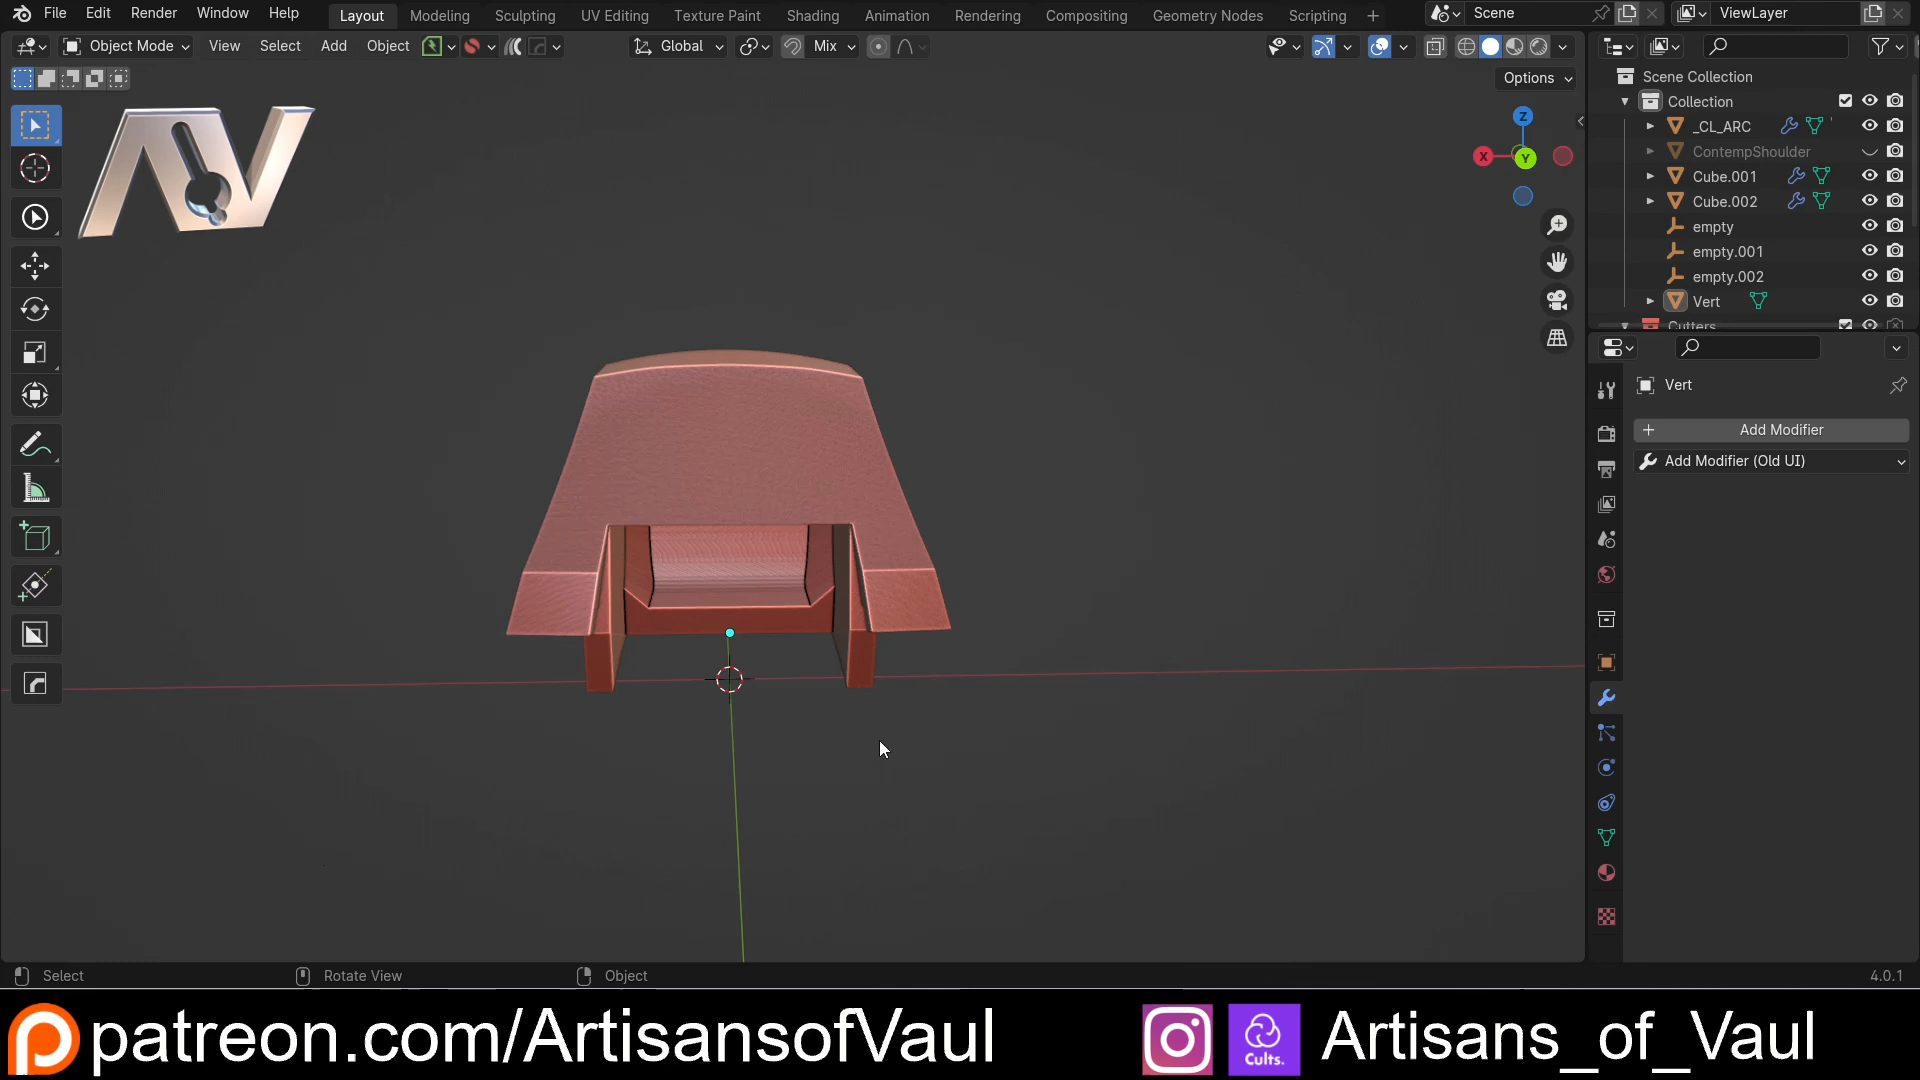 File Edit Render Window Help Layout Modeling Sculpting UV Editing Texture Paint Shading Animation Rendering Compositing Geometry Nodes Scripting + Scene ViewLayer
Object Mode View Select Add Object Global Mix
Options
Scene Collection
Collection
_CL_ARC
ContempShoulder
Cube.001
Cube.002
empty
empty.001
empty.002
Vert
Cutters
Z
X
Y
Vert
+ Add Modifier
Add Modifier (Old UI)
Select Rotate View Object 4.0.1
patreon.com/ArtisansofVaul Cults. Artisans_of_Vaul